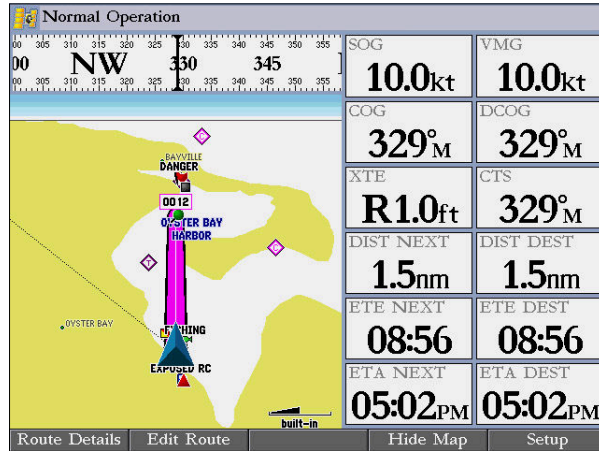 Normal Operation
00 305 310 315 320 325 330 335 340 345 350 355
00 NW 330 345
00 305 310 315 320 325 330 335 340 345 350 355
SOG
10.0kt
VMG
10.0kt
COG
329°M
DCOG
329°M
XTE
R1.0ft
CTS
329°M
DIST NEXT
1.5nm
DIST DEST
1.5nm
ETE NEXT
08:56
ETE DEST
08:56
ETA NEXT
05:02PM
ETA DEST
05:02PM
C
BAYVILLE
DANGER
0012
OYSTER BAY
HARBOR
C
T
OYSTER BAY
EXPOSED RC
built-in
Route Details
Edit Route
Hide Map
Setup